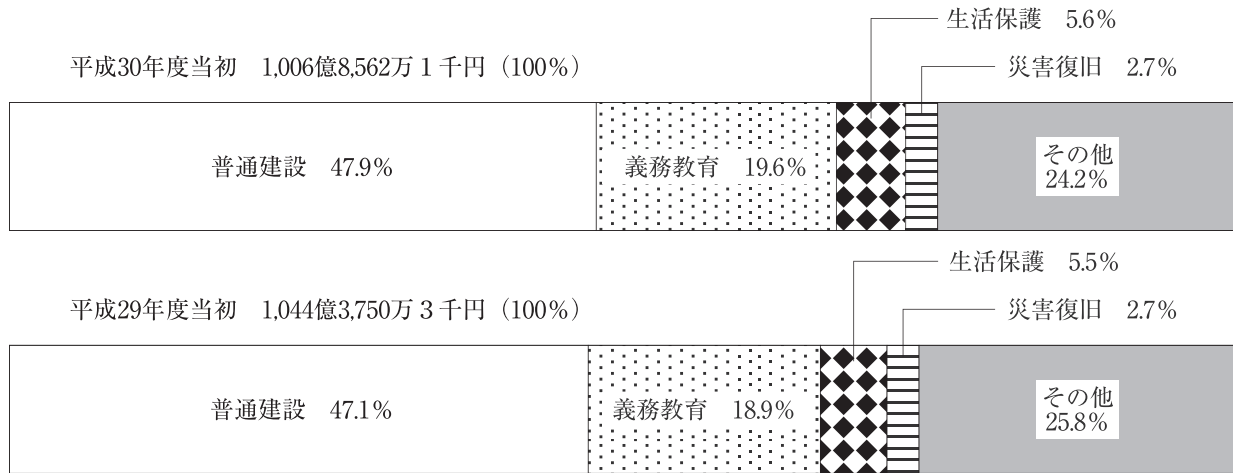 生活保護 5.6%
平成30年度当初 1,006億8,562万1千円（100%）
災害復旧 2.7%
普通建設 47.9%
義務教育 19.6%
その他
24.2%
生活保護 5.5%
平成29年度当初 1,044億3,750万3千円（100%）
災害復旧 2.7%
普通建設 47.1%
義務教育 18.9%
その他
25.8%